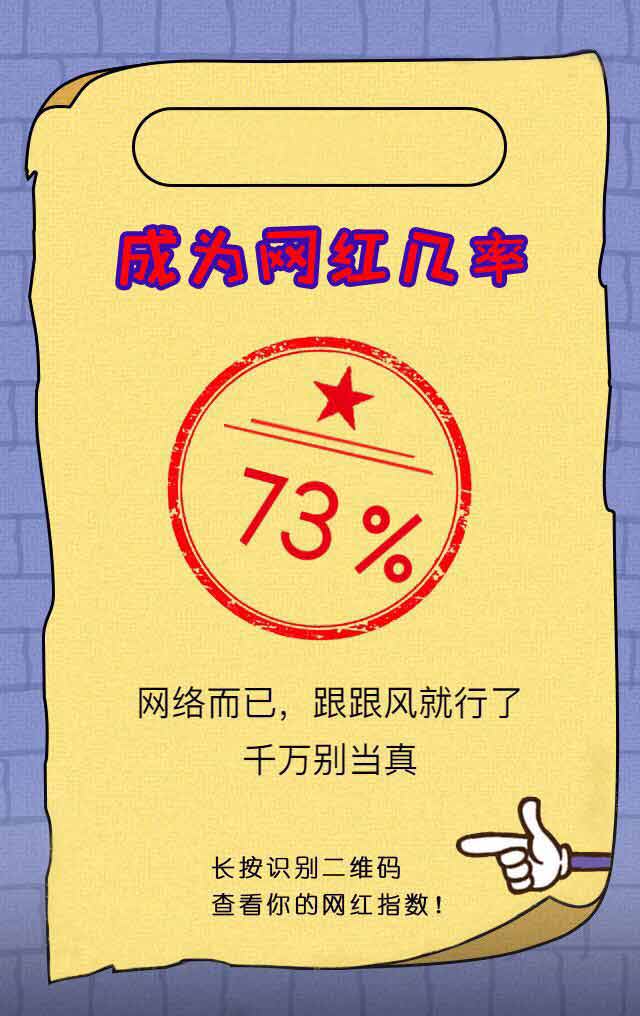 成为网红几率
73%
网络而已，跟跟风就行了
千万别当真
长按识别二维码
查看你的网红指数！